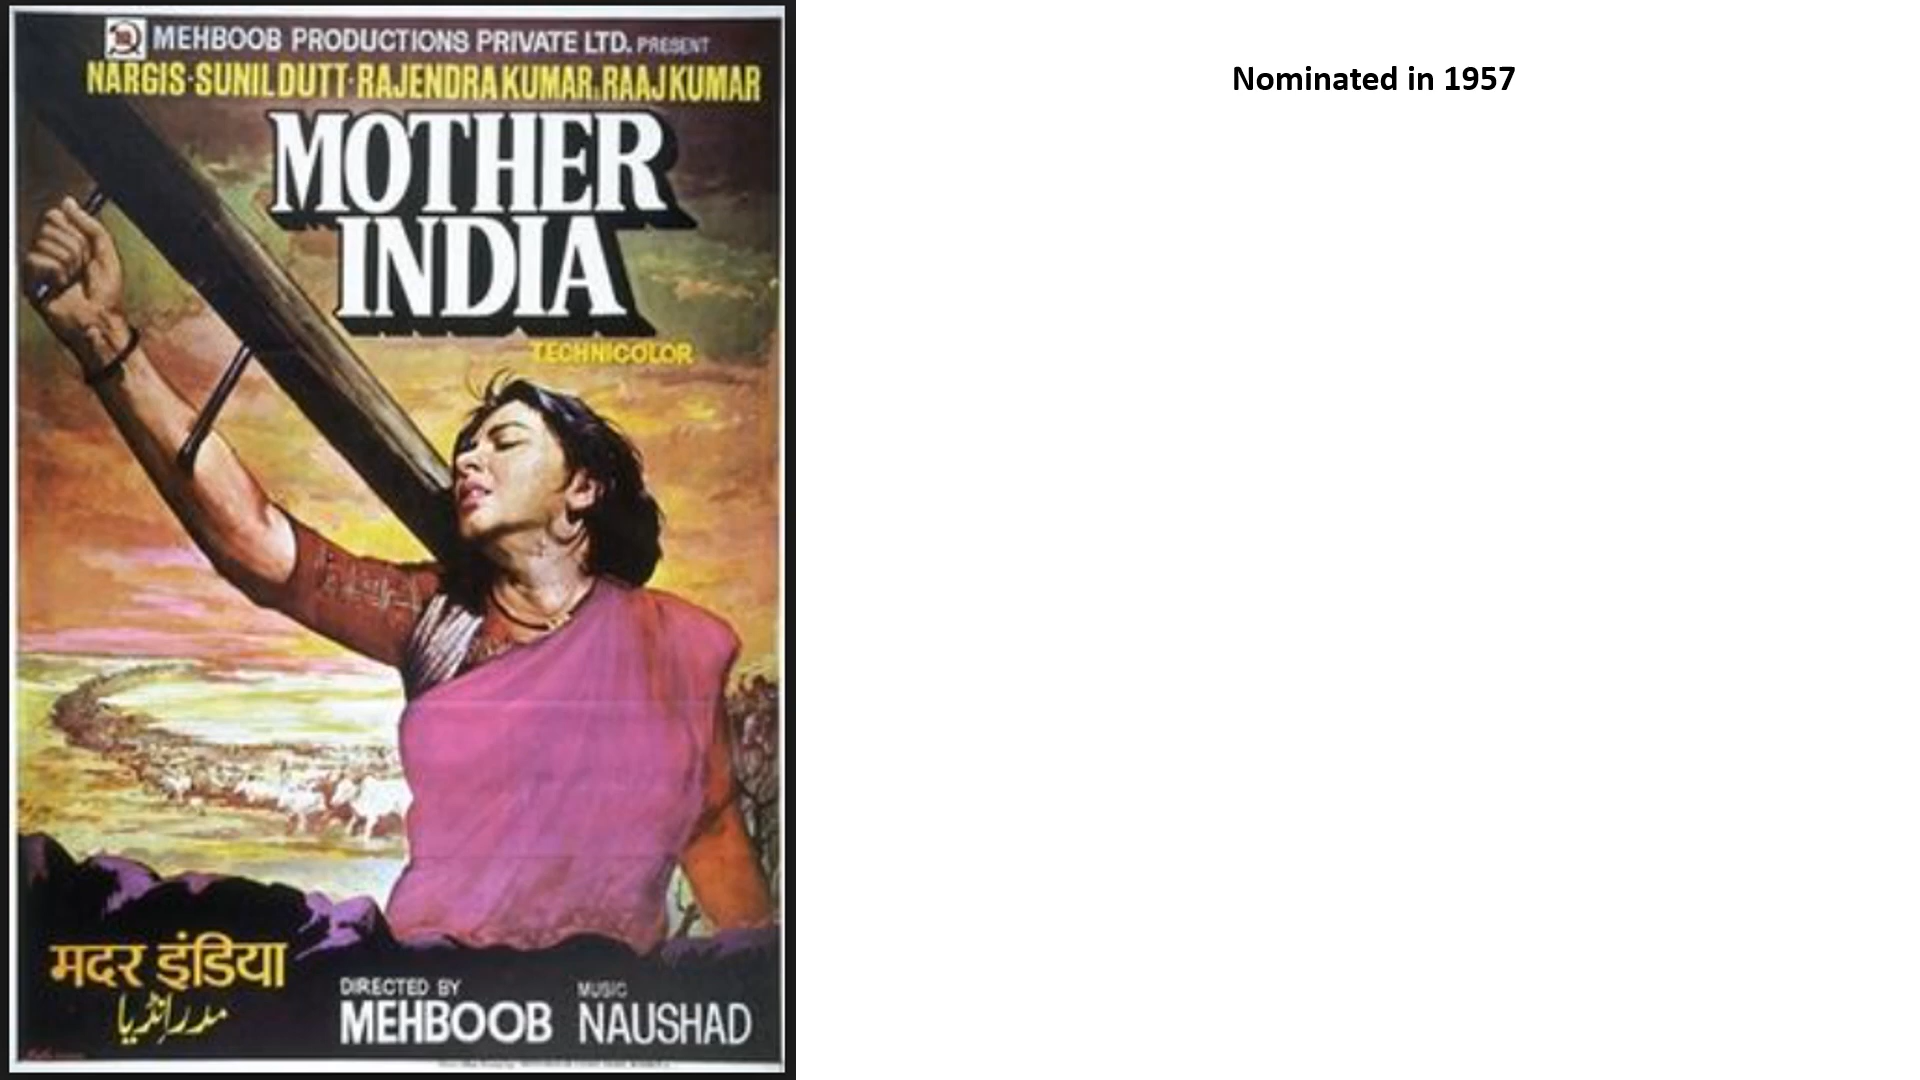 MEHBOOB PRODUCTIONS PRIVATE LTD. PRESENT
NARGIS·SUNIL DUTT·RAJENDRA KUMAR·RAAJ KUMAR
MOTHER
INDIA
TECHNICOLOR
मदर इंडिया
مدر انڈیا
DIRECTED BY
MEHBOOB
MUSIC
NAUSHAD
Nominated in 1957